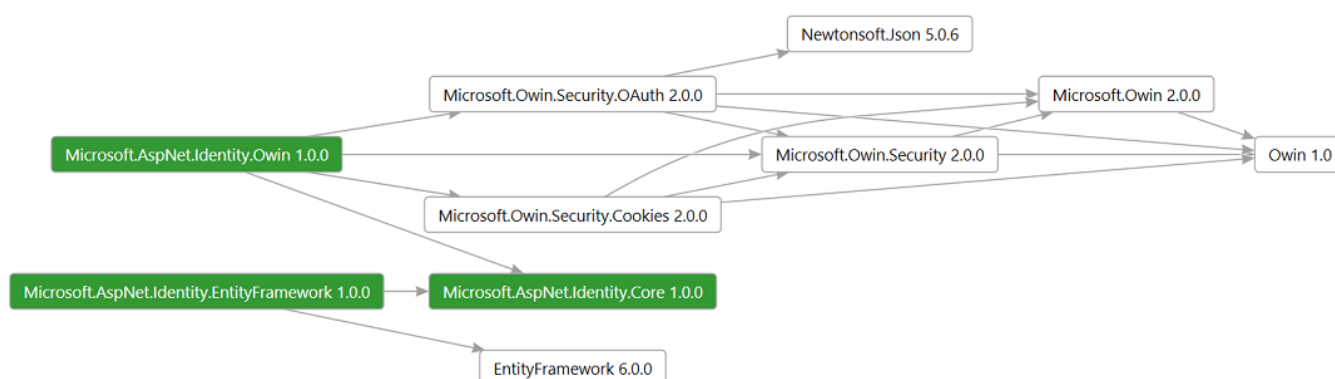 Newtonsoft.Json 5.0.6
Microsoft.Owin.Security.OAuth 2.0.0
Microsoft.Owin 2.0.0
Microsoft.AspNet.Identity.Owin 1.0.0
Microsoft.Owin.Security 2.0.0
Owin 1.0
Microsoft.Owin.Security.Cookies 2.0.0
Microsoft.AspNet.Identity.EntityFramework 1.0.0
Microsoft.AspNet.Identity.Core 1.0.0
EntityFramework 6.0.0